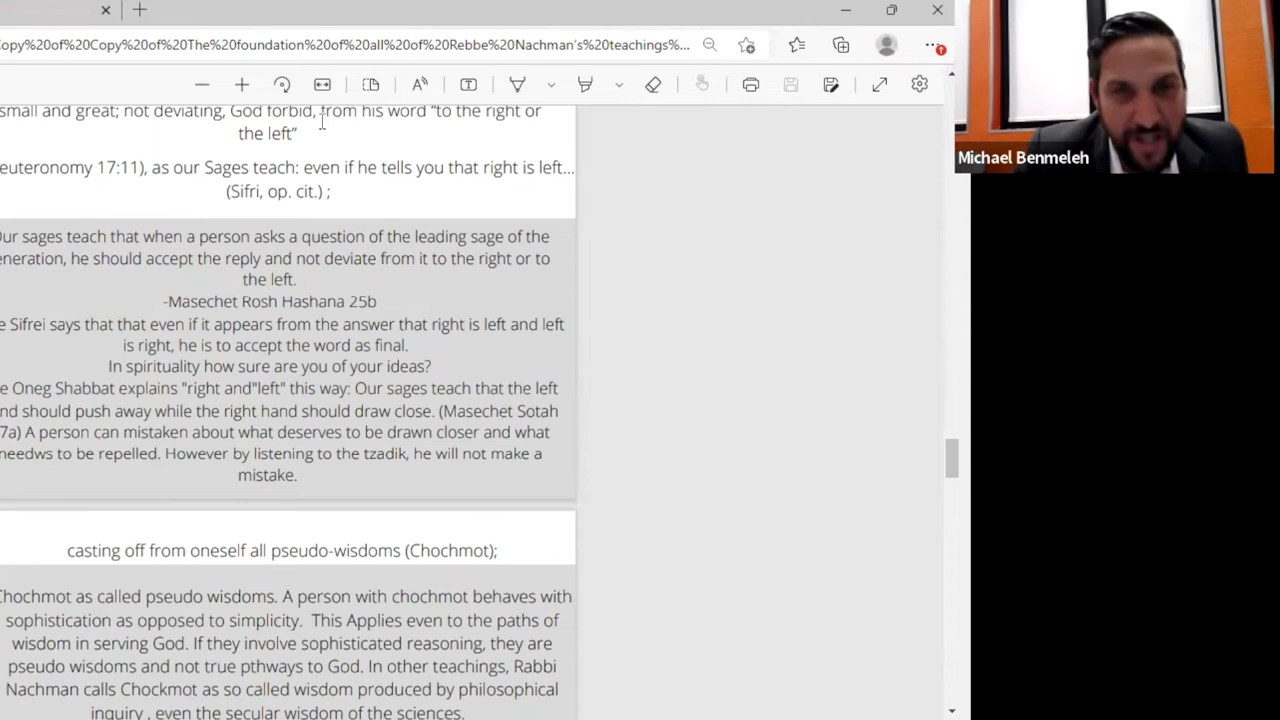 opy%20of%20Copy%20of%20The%20foundation%20of%20all%20of%20Rebbe%20Nachman's%20teachings%...
small and great; not deviating, God forbid, from his word "to the right or
the left"
euteronomy 17:11), as our Sages teach: even if he tells you that right is left...
(Sifri, op. cit.) ;
ur sages teach that when a person asks a question of the leading sage of the
eneration, he should accept the reply and not deviate from it to the right or to
the left.
-Masechet Rosh Hashana 25b
e Sifrei says that that even if it appears from the answer that right is left and left
is right, he is to accept the word as final.
In spirituality how sure are you of your ideas?
e Oneg Shabbat explains "right and"left" this way: Our sages teach that the left
nd should push away while the right hand should draw close. (Masechet Sotah
7a) A person can mistaken about what deserves to be drawn closer and what
needws to be repelled. However by listening to the tzadik, he will not make a
mistake.
casting off from oneself all pseudo-wisdoms (Chochmot);
Chochmot as called pseudo wisdoms. A person with chochmot behaves with
sophistication as opposed to simplicity. This Applies even to the paths of
wisdom in serving God. If they involve sophisticated reasoning, they are
pseudo wisdoms and not true pthways to God. In other teachings, Rabbi
Nachman calls Chockmot as so called wisdom produced by philosophical
inquiry , even the secular wisdom of the sciences.
Michael Benmeleh